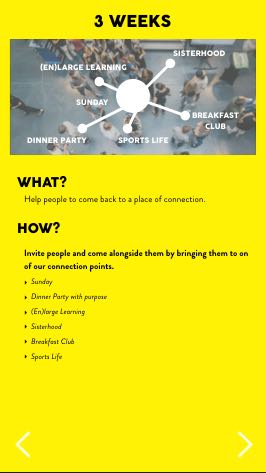 3 WEEKS
SISTERHOOD
(EN)LARGE LEARNING
SUNDAY
BREAKFAST
CLUB
DINNER PARTY
SPORTS LIFE
WHAT?
Help people to come back to a place of connection.
HOW?
Invite people and come alongside them by bringing them to on
of our connection points.
Sunday
Dinner Party with purpose
(En)large Learning
Sisterhood
Breakfast Club
Sports Life